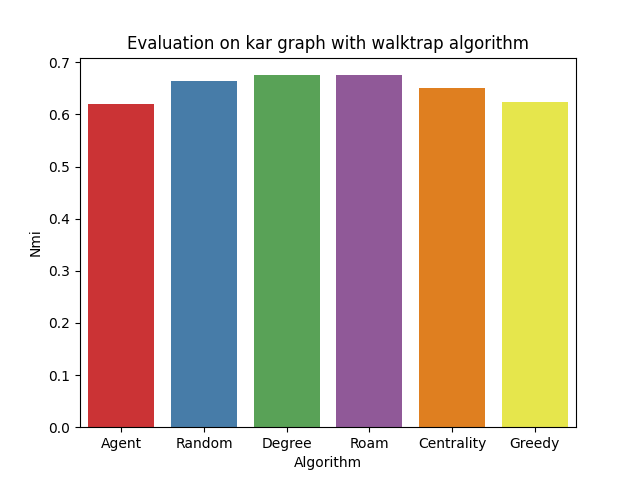 Evaluation on kar graph with walktrap algorithm
0.7
0.6
0.5
0.4
0.3
0.2
0.1
0.0
Nmi
Agent Random Degree Roam Centrality Greedy
Algorithm